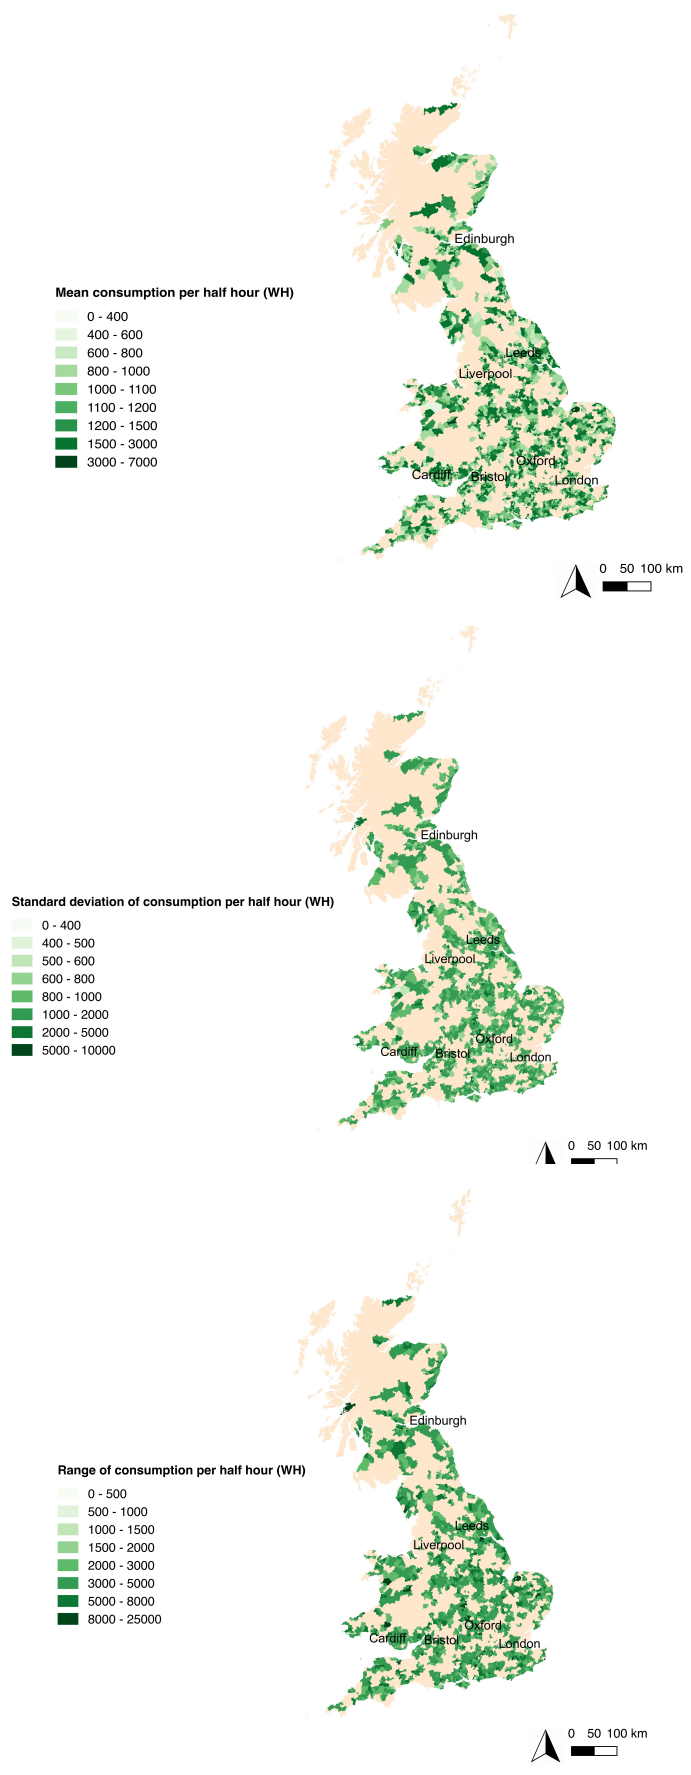 Edinburgh
Mean consumption per half hour (WH)
0 - 400
400 - 600
600 - 800
800 - 1000
1000 - 1100
1100 - 1200
1200 - 1500
1500 - 3000
3000 - 7000
Leeds
Liverpool
Oxford
Cardiff
Bristol
London
0 50 100 km
Edinburgh
Standard deviation of consumption per half hour (WH)
0 - 400
400 - 500
500 - 600
600 - 800
800 - 1000
1000 - 2000
2000 - 5000
5000 - 10000
Leeds
Liverpool
Oxford
Cardiff
Bristol
London
0 50 100 km
Edinburgh
Range of consumption per half hour (WH)
0 - 500
500 - 1000
1000 - 1500
1500 - 2000
2000 - 3000
3000 - 5000
5000 - 8000
8000 - 25000
Leeds
Liverpool
Oxford
Cardiff
Bristol
London
0 50 100 km